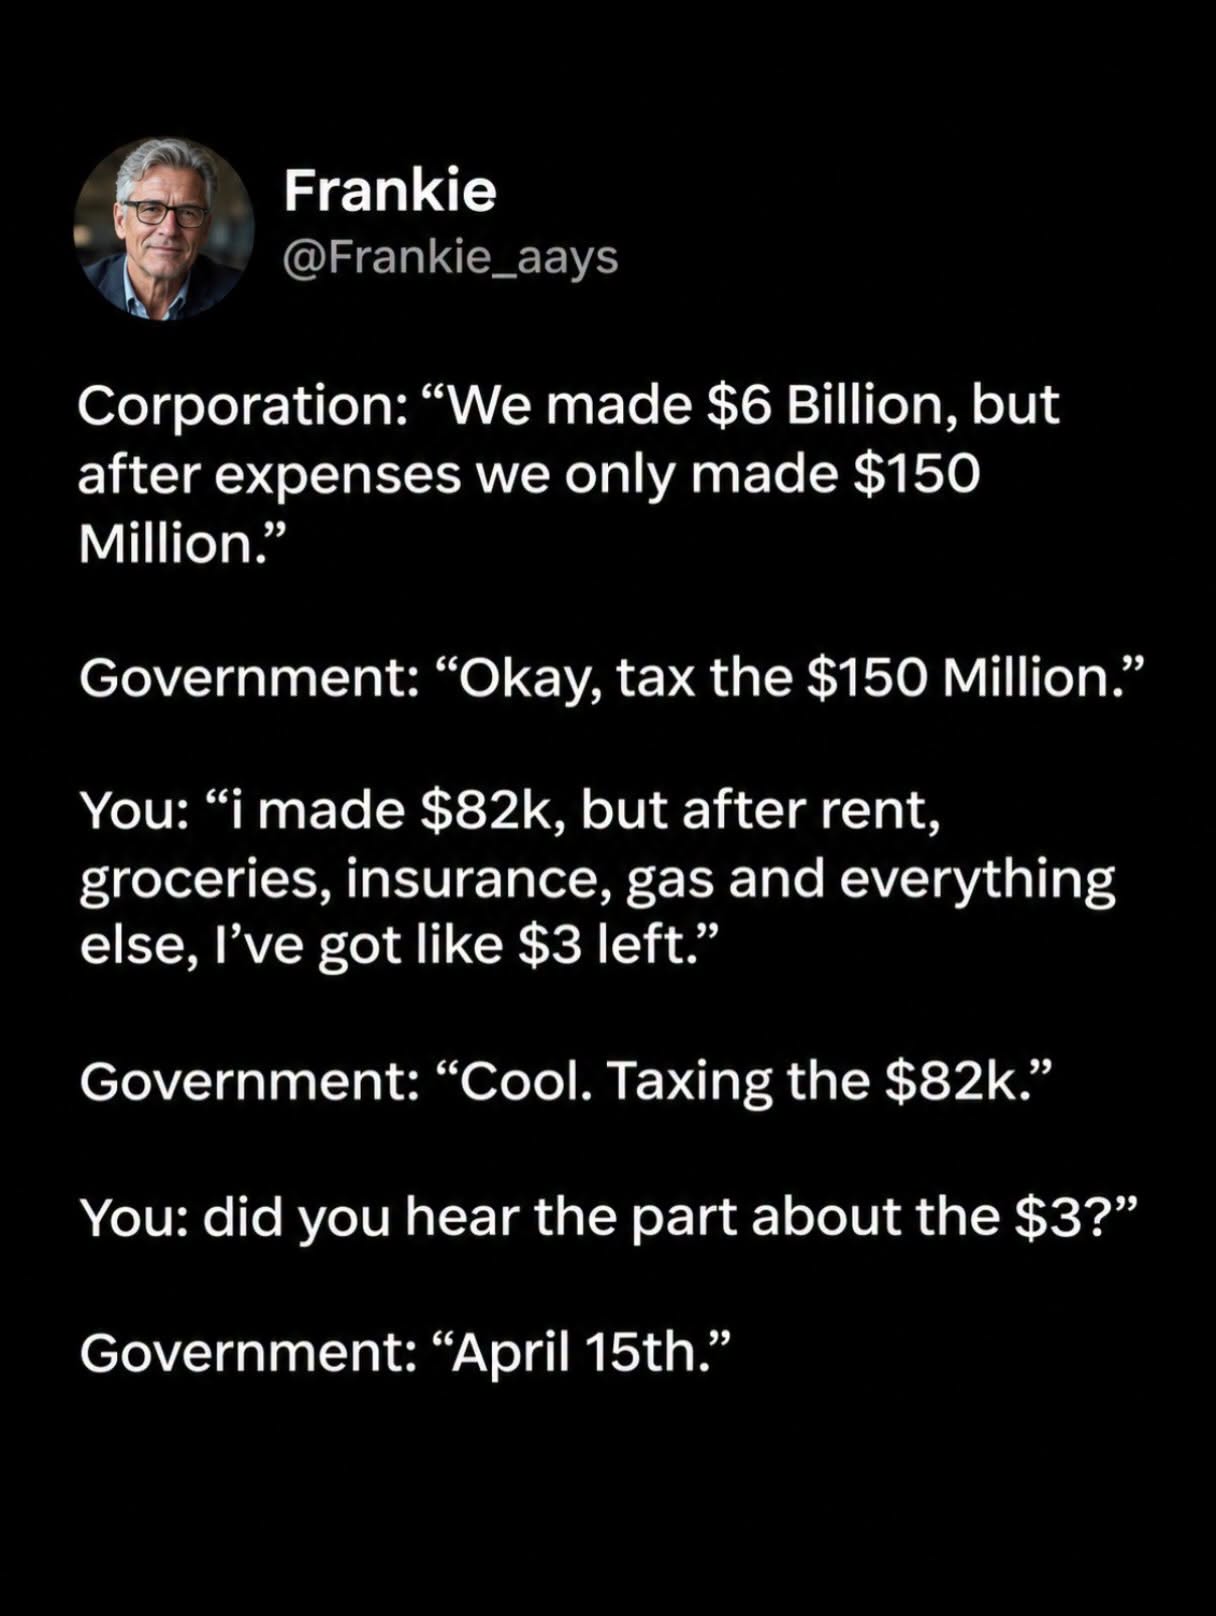 Frankie
@Frankie_aays
Corporation: “We made $6 Billion, but
after expenses we only made $150
Million.”
Government: “Okay, tax the $150 Million.”
You: “i made $82k, but after rent,
groceries, insurance, gas and everything
else, I’ve got like $3 left.”
Government: “Cool. Taxing the $82k.”
You: did you hear the part about the $3?”
Government: “April 15th.”